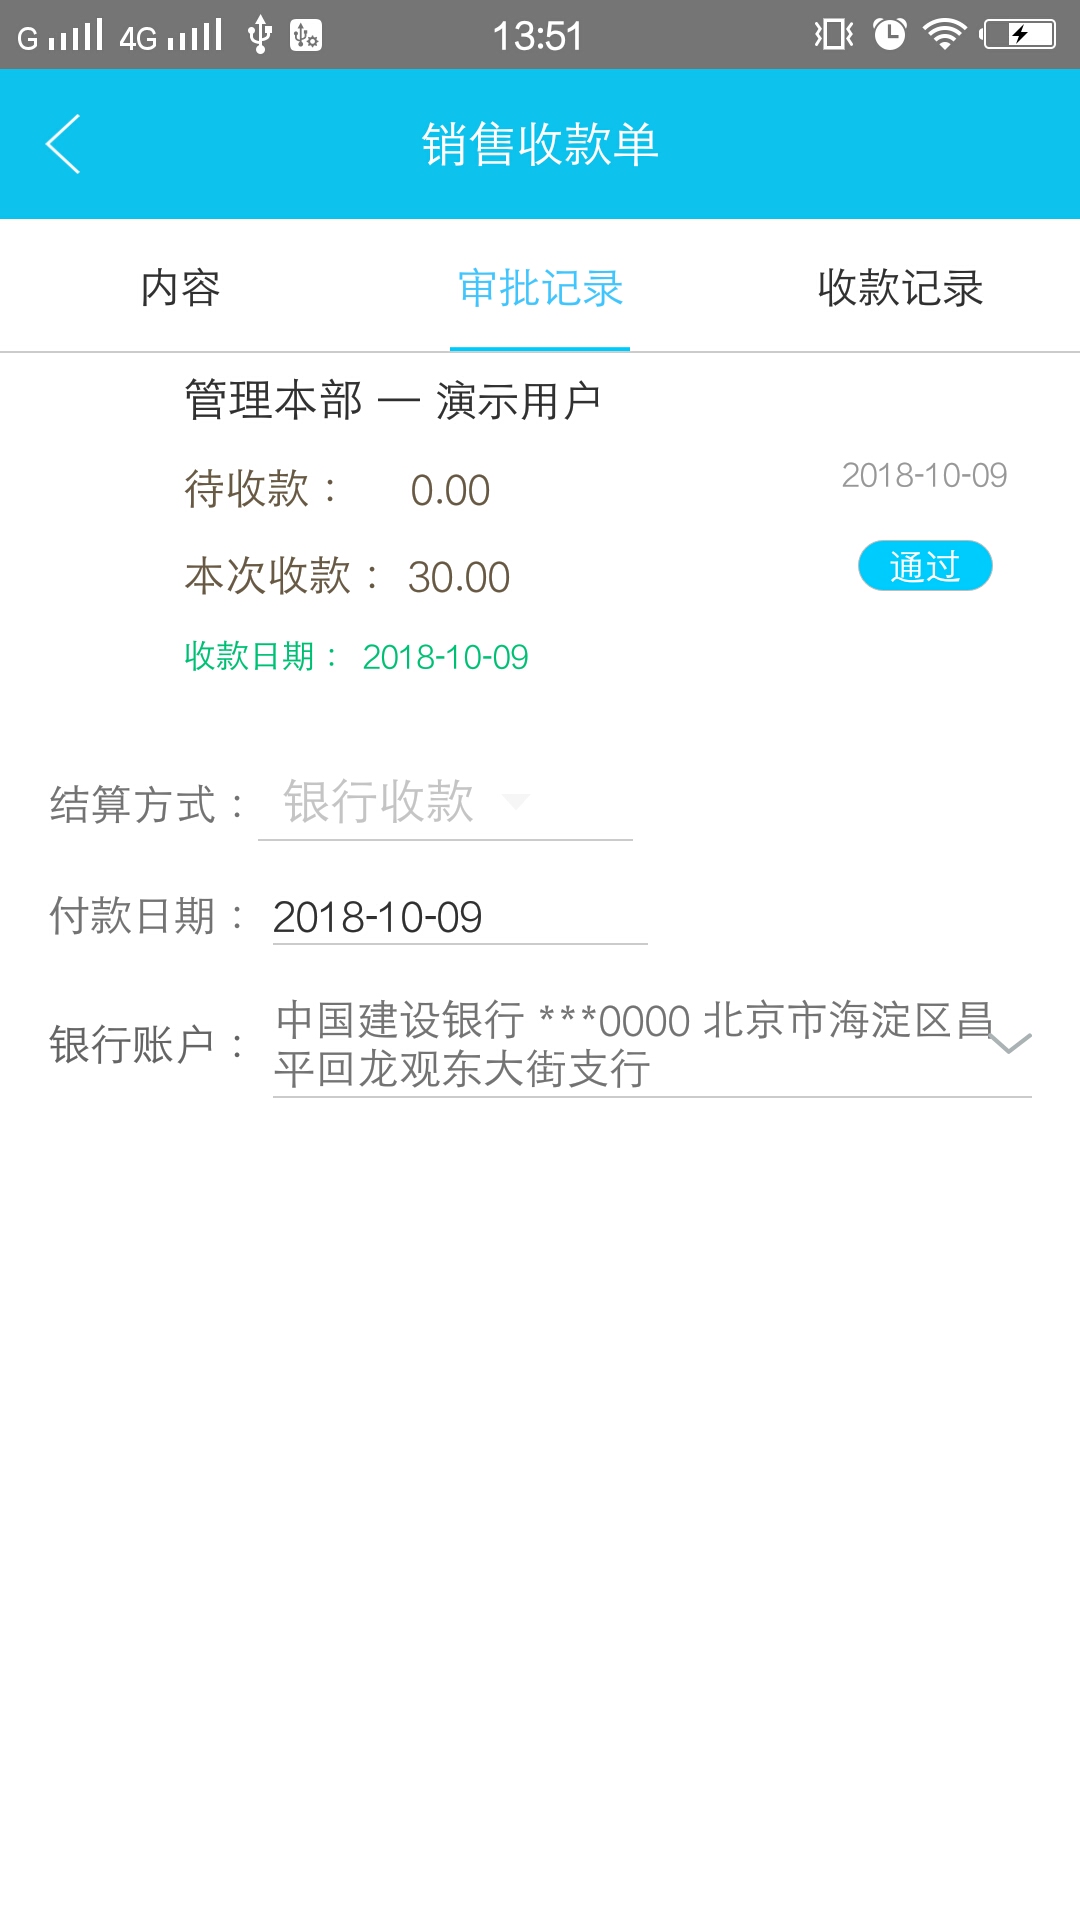 G 4G 13:51
销售收款单
内容 审批记录 收款记录
管理本部 — 演示用户
待收款： 0.00 2018-10-09
本次收款： 30.00 通过
收款日期： 2018-10-09
结算方式： 银行收款
付款日期： 2018-10-09
银行账户： 中国建设银行 ***0000 北京市海淀区昌
平回龙观东大街支行